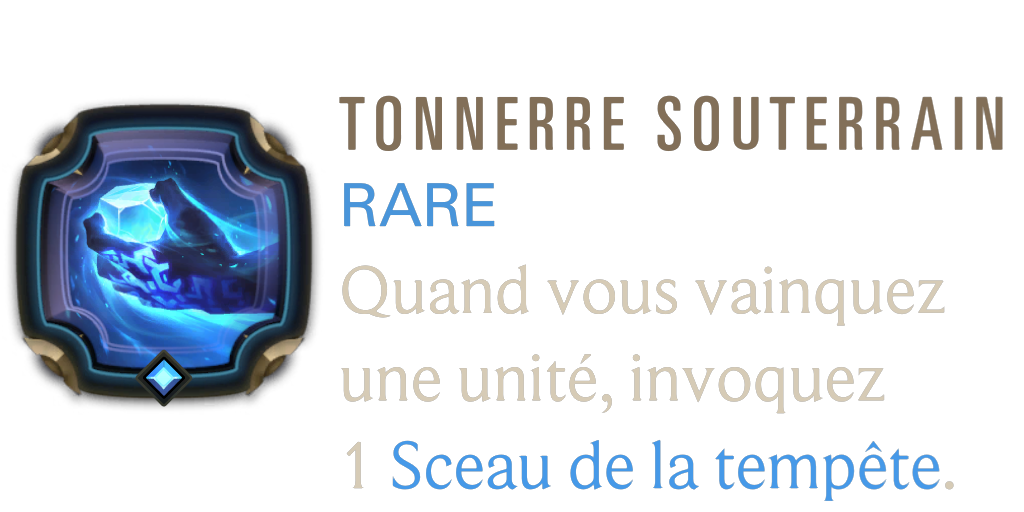 TONNERRE SOUTERRAIN
RARE
Quand vous vainquez
une unité, invoquez
1 Sceau de la tempête.